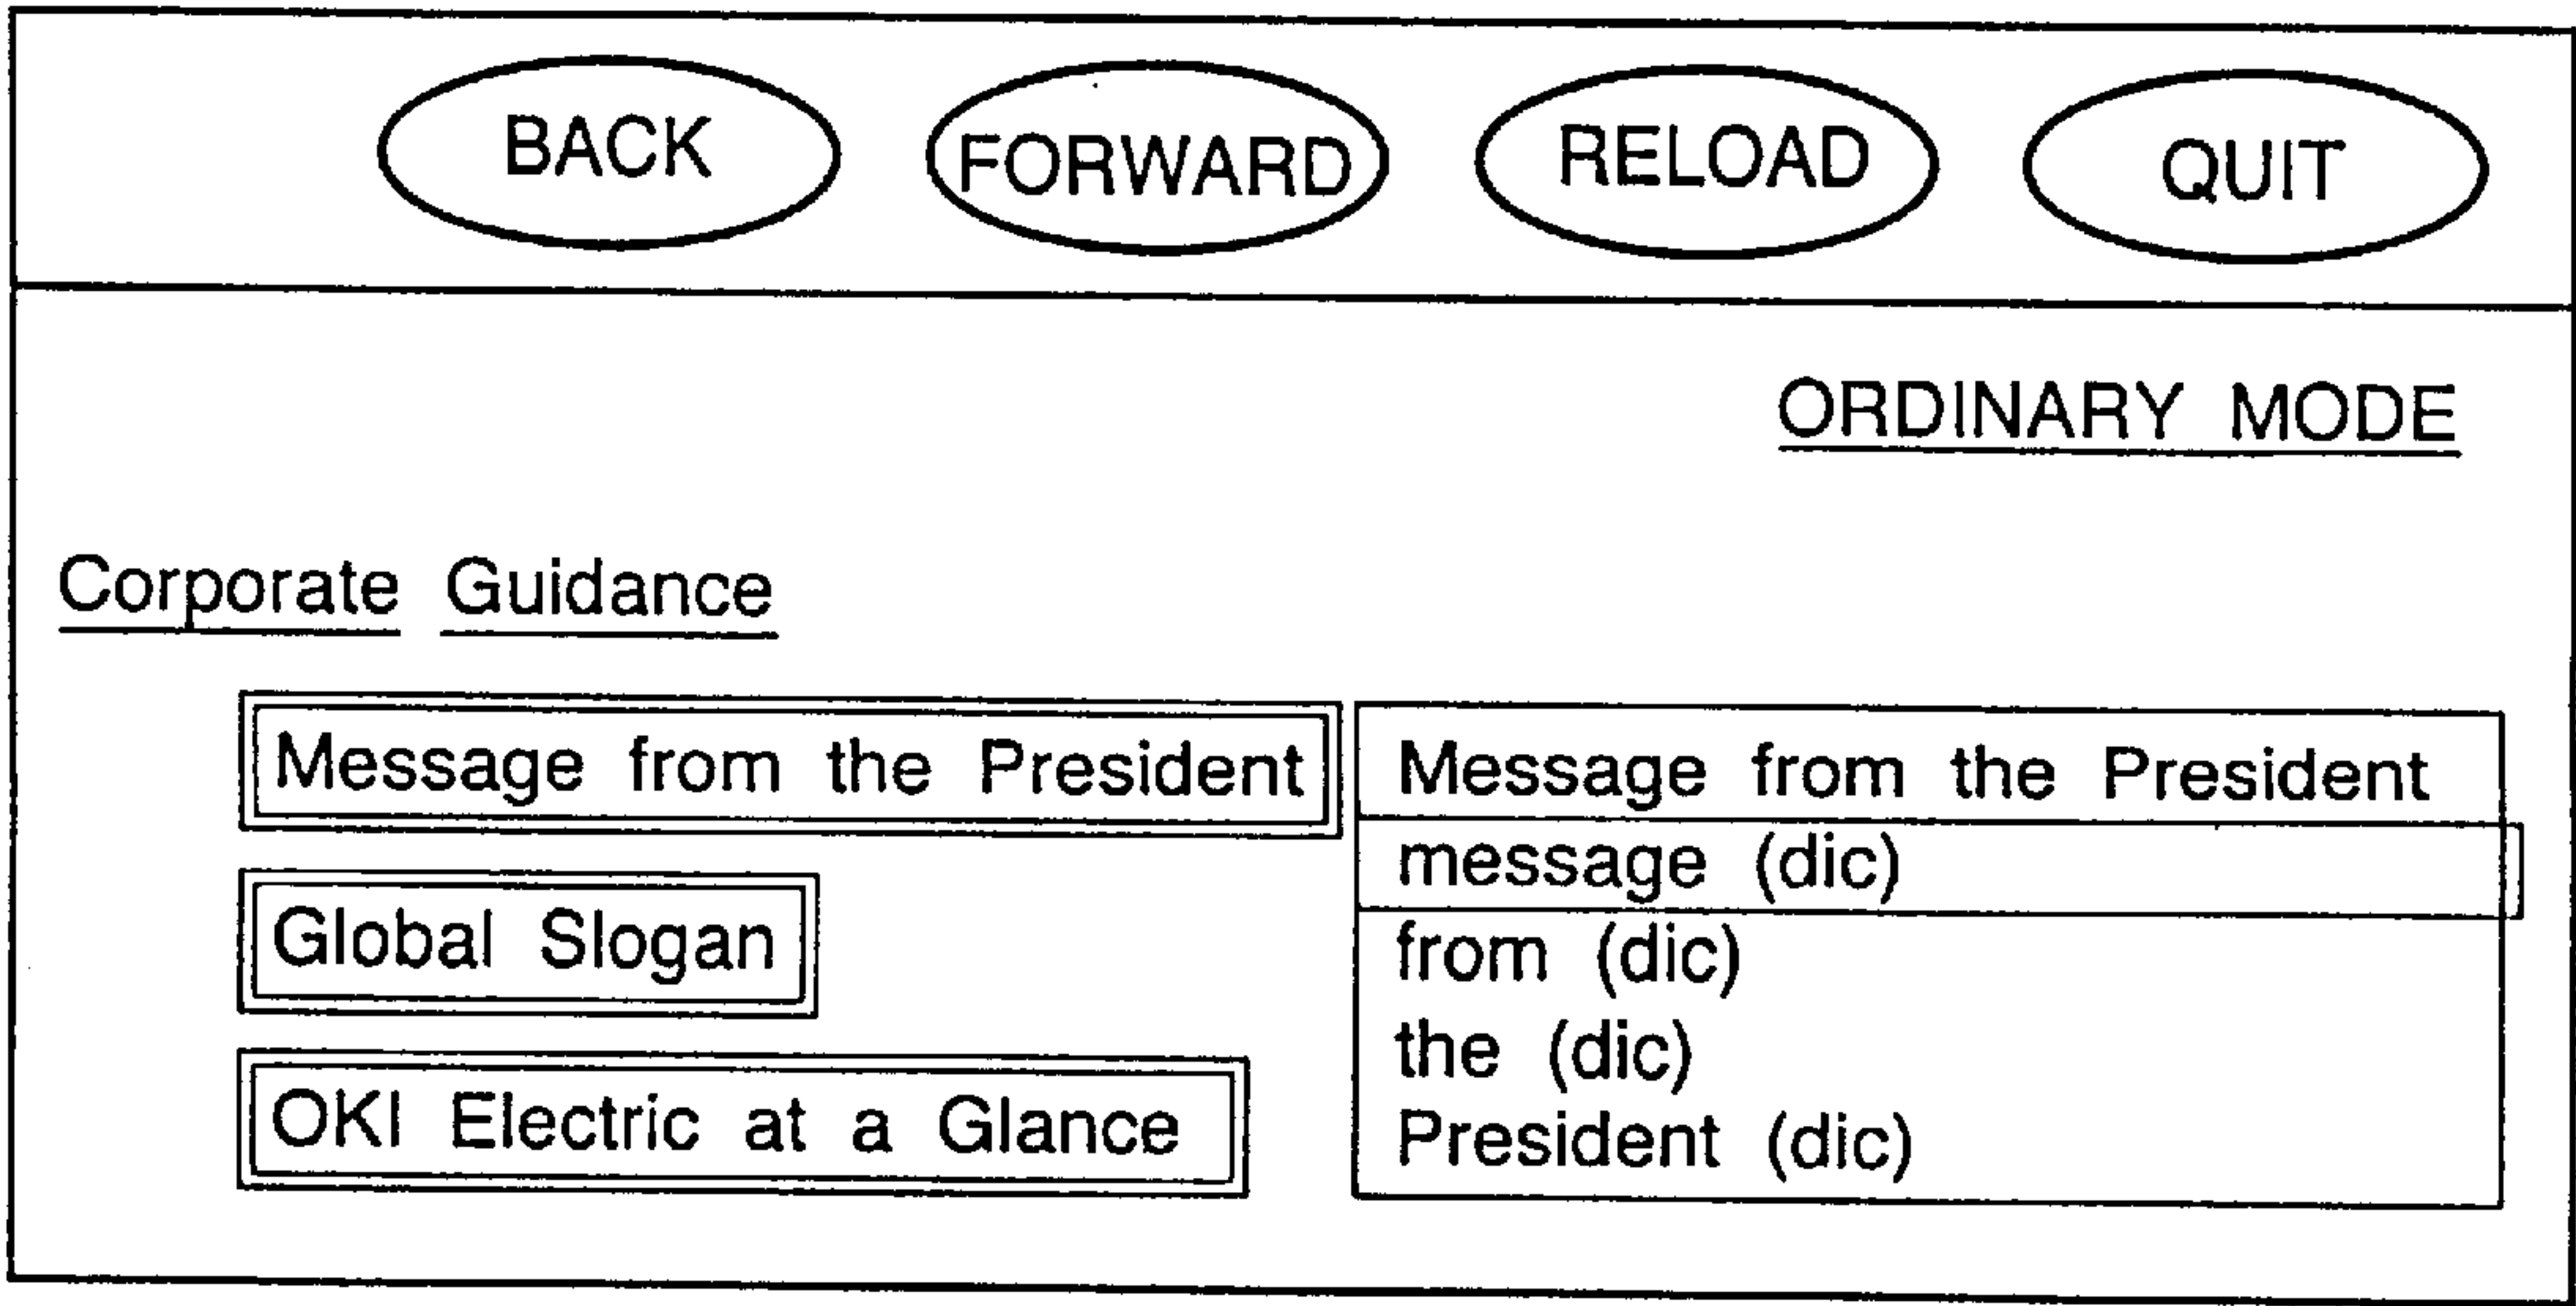 BACK FORWARD RELOAD QUIT
ORDINARY MODE
Corporate Guidance
Message from the President
Global Slogan
OKI Electric at a Glance
Message from the President
message (dic)
from (dic)
the (dic)
President (dic)